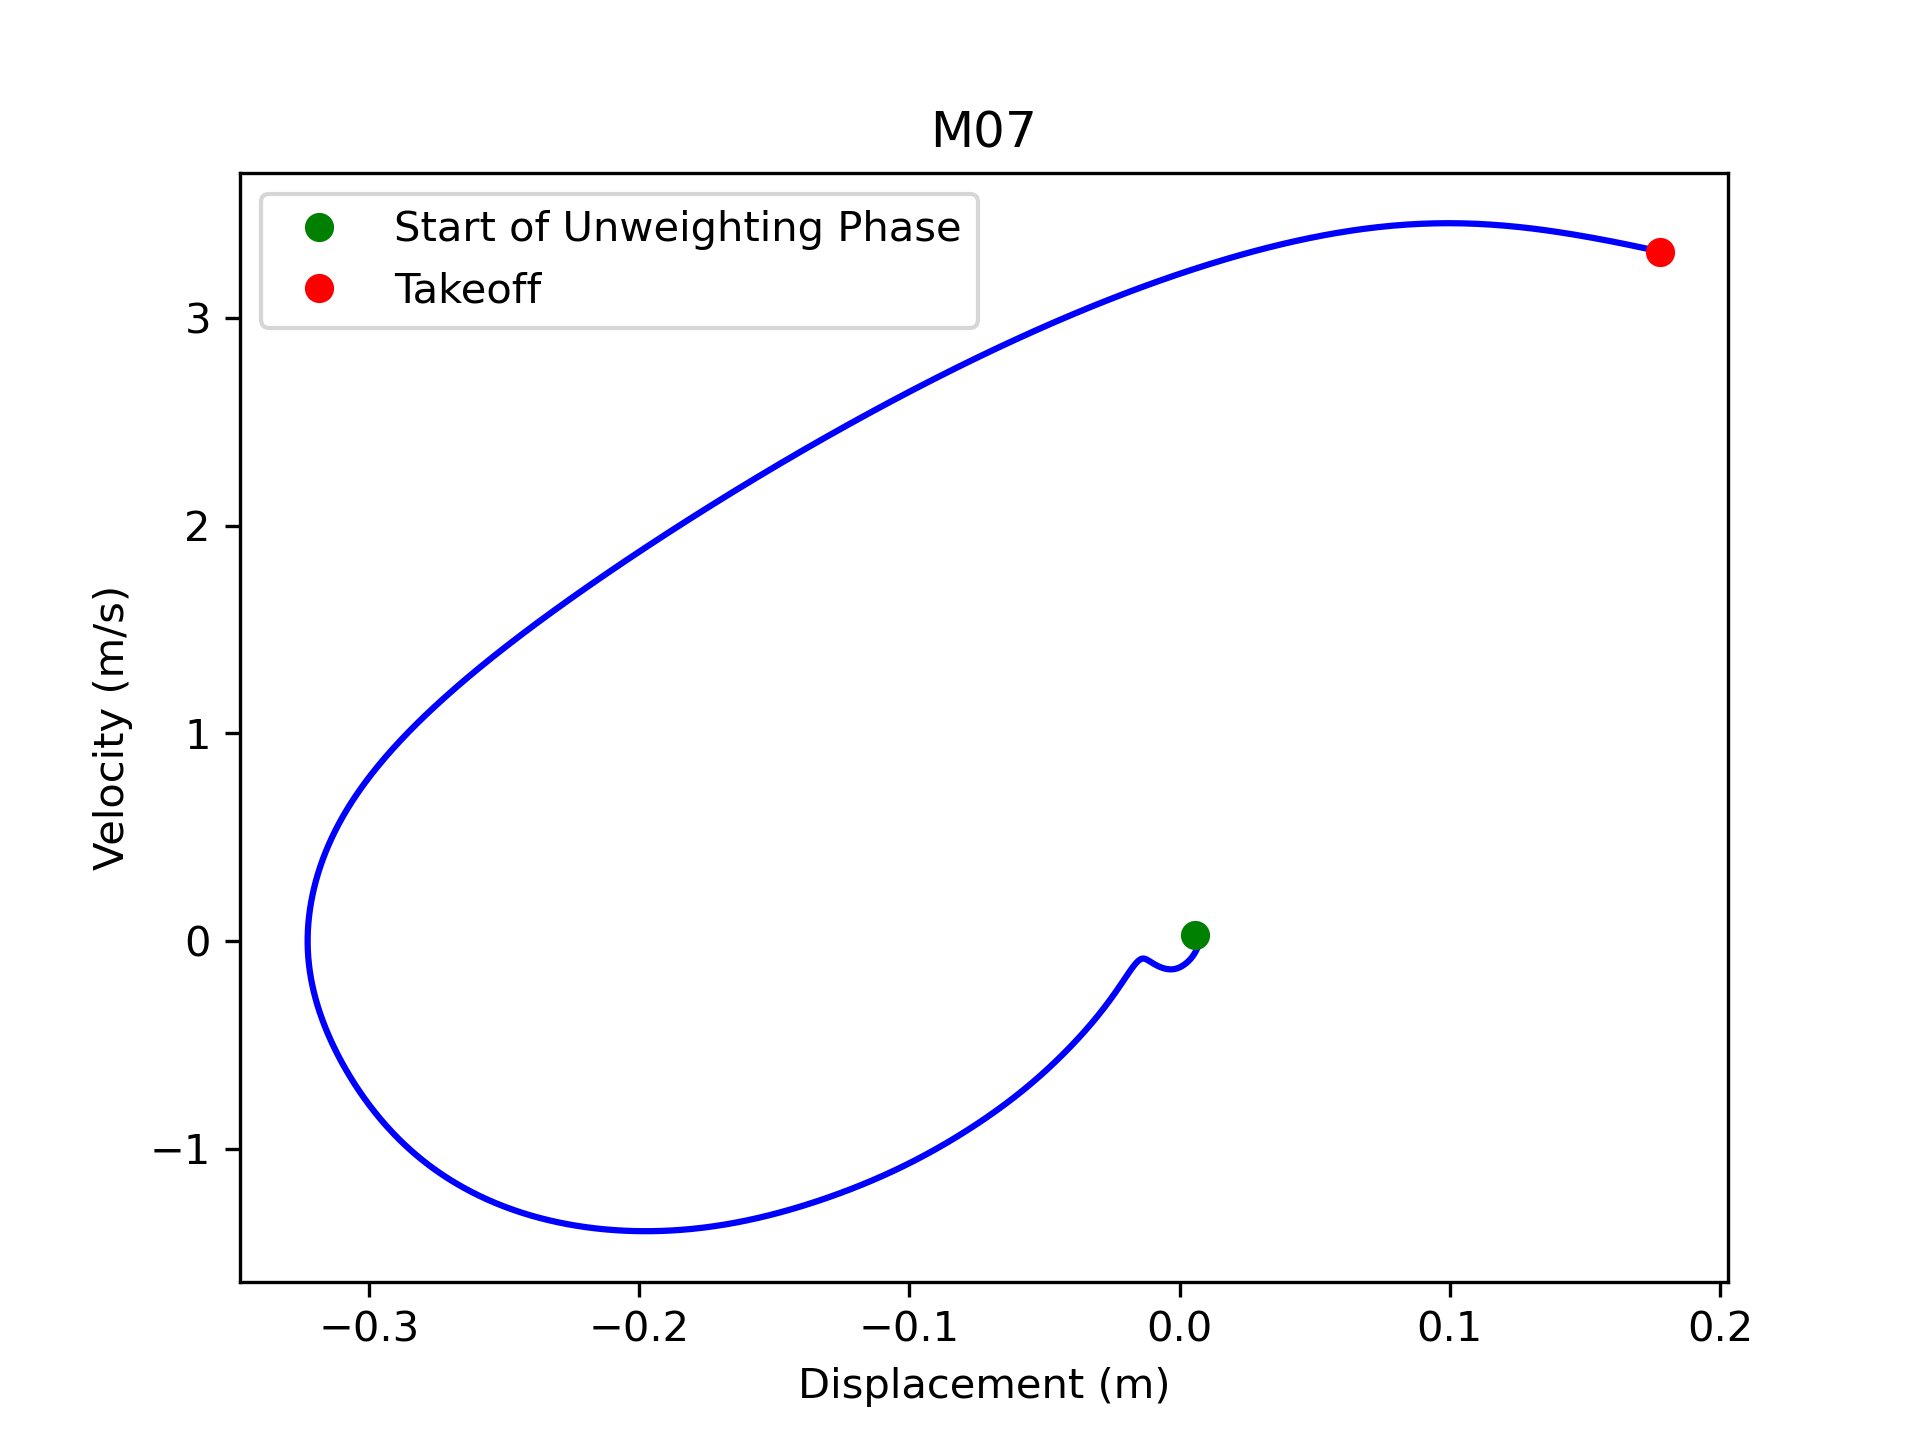 M07
Start of Unweighting Phase
Takeoff
3
2
1
0
−1
Velocity (m/s)
−0.3 −0.2 −0.1 0.0 0.1 0.2
Displacement (m)